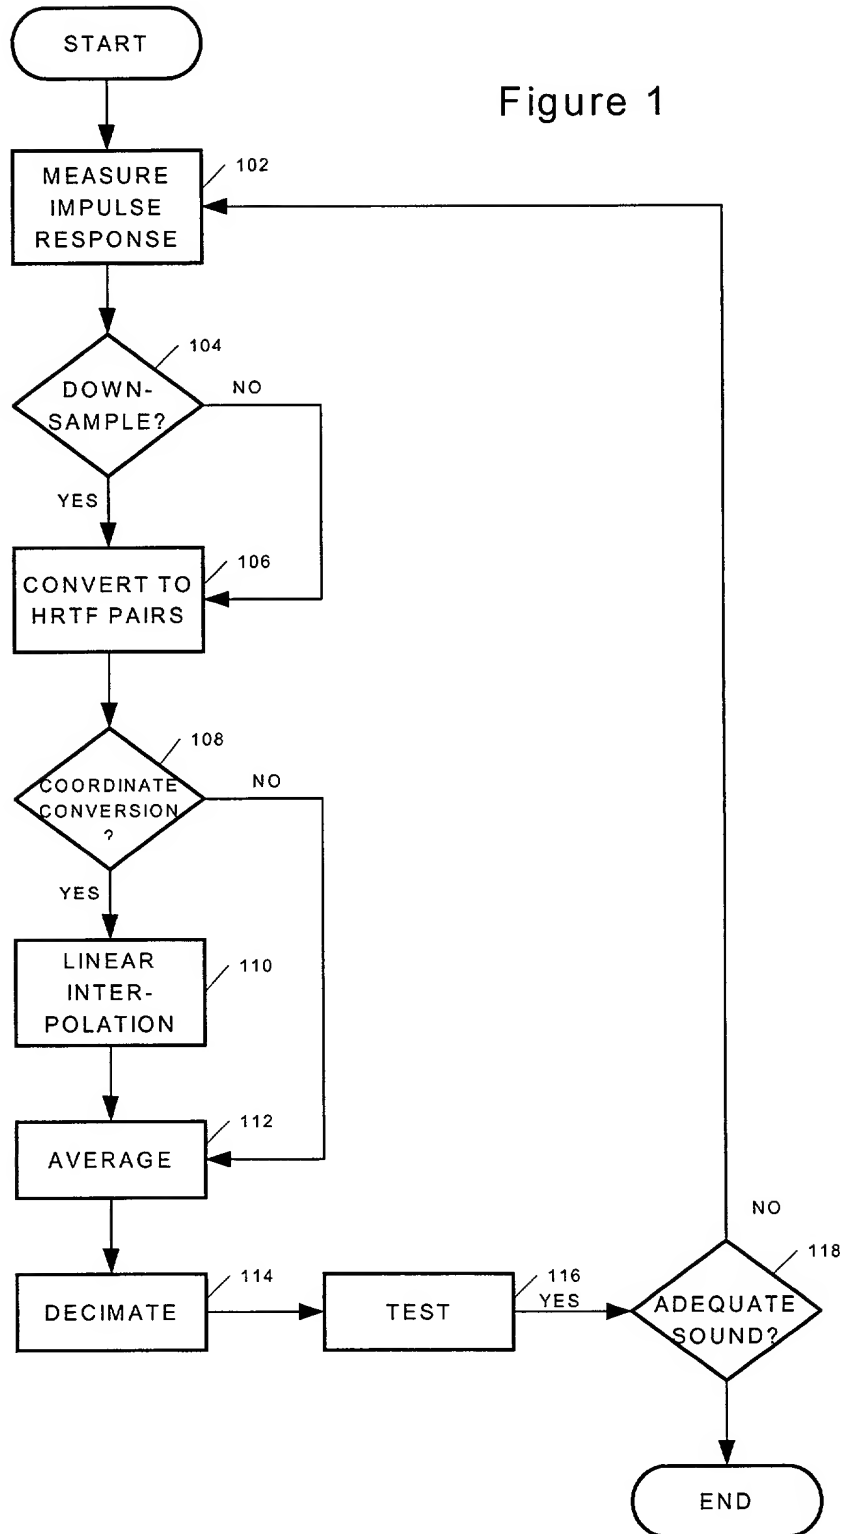 START
Figure 1
102
MEASURE
IMPULSE
RESPONSE
104
DOWN-
SAMPLE?
NO
YES
106
CONVERT TO
HRTF PAIRS
108
COORDINATE
CONVERSION
?
NO
YES
LINEAR
INTER-
POLATION
110
112
AVERAGE
NO
114
DECIMATE
116
TEST
YES
118
ADEQUATE
SOUND?
END